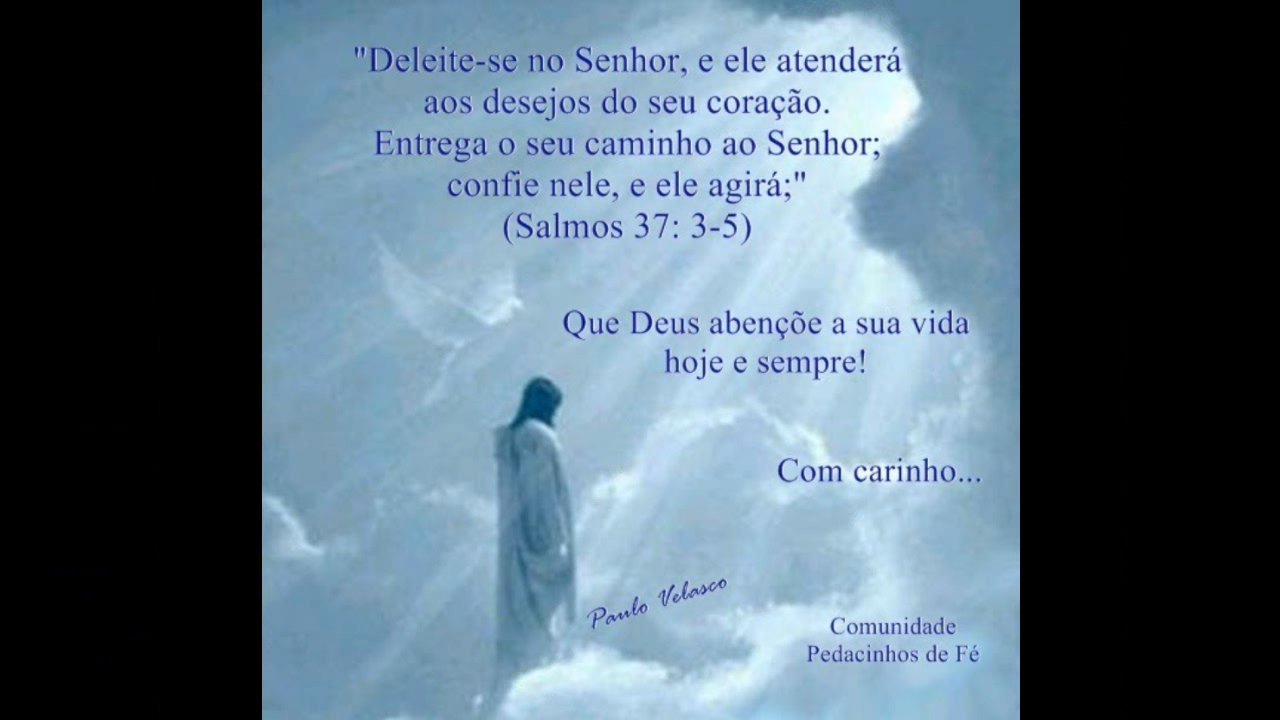 "Deleite-se no Senhor, e ele atenderá
aos desejos do seu coração.
Entrega o seu caminho ao Senhor;
confie nele, e ele agirá;"
(Salmos 37: 3-5)
Que Deus abençõe a sua vida
hoje e sempre!
Com carinho...
Paulo Velasco
Comunidade
Pedacinhos de Fé